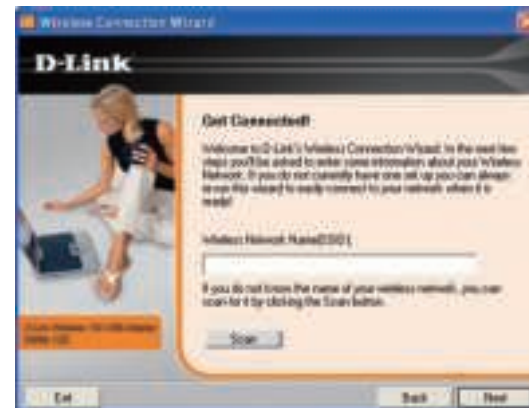 Wireless Connection Wizard
D-Link
Get Connected!
Welcome to D-Link's Wireless Connection Wizard. In the next few
steps you'll be asked to enter some information about your Wireless
Network. If you do not currently have one set up you can always
re-run this wizard to easily connect to your network when it is
ready!
Wireless Network Name(SSID):
If you do not know the name of your wireless network, you can
scan for it by clicking the Scan button.
Scan
Exit
Back
Next